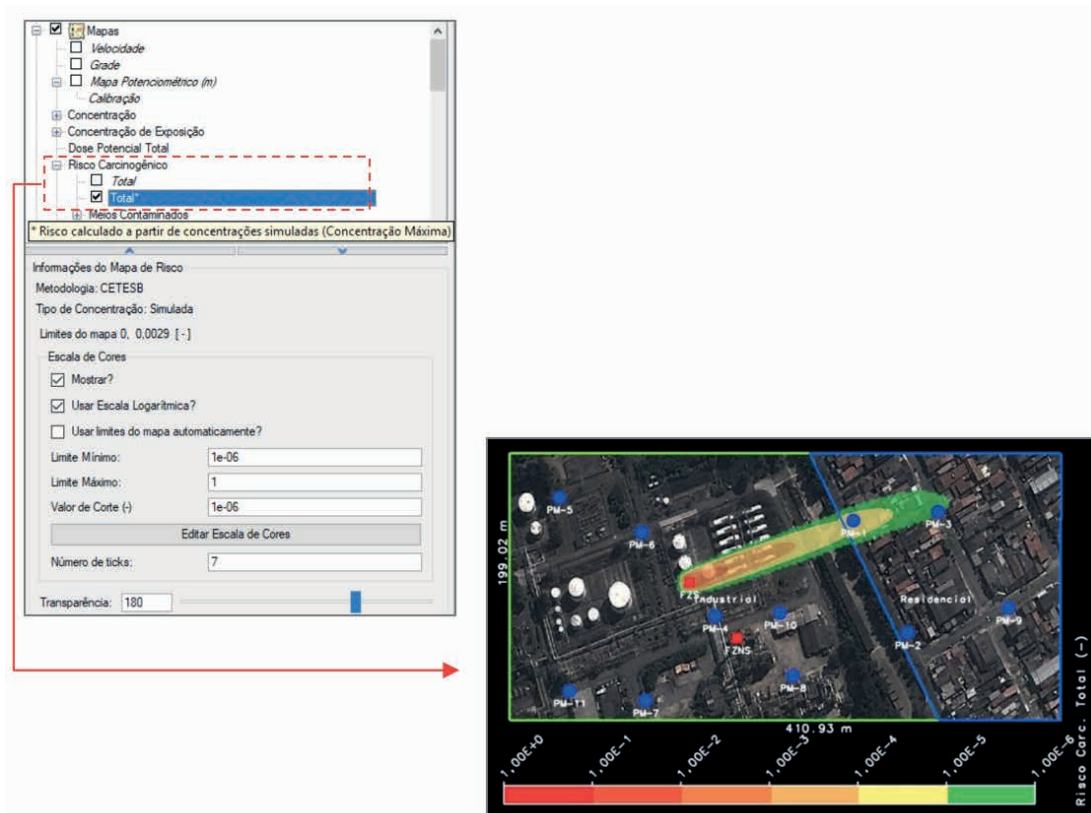 Mapas
Velocidade
Grade
Mapa Potenciométrico (m)
Calibração
Concentração
Concentração de Exposição
Dose Potencial Total
Risco Carcinogênico
Total
Total*
Meios Contaminados
* Risco calculado a partir de concentrações simuladas (Concentração Máxima)
Informações do Mapa de Risco
Metodologia: CETESB
Tipo de Concentração: Simulada
Limites do mapa 0, 0,0029 [ - ]
Escala de Cores
Mostrar?
Usar Escala Logarítmica?
Usar limites do mapa automaticamente?
Limite Mínimo: 1e-06
Limite Máximo: 1
Valor de Corte (-) 1e-06
Editar Escala de Cores
Número de ticks: 7
Transparência: 180
PM-5
PM-6
PM-1
PM-3
199.02 m
FZS
Industrial
Residencial
PM-4
PM-10
PM-9
FZNS
PM-2
PM-8
PM-11
PM-7
410.93 m
1,00E+0
1,00E-1
1,00E-2
1,00E-3
1,00E-4
1,00E-5
1,00E-6
Risco Carc. Total (-)